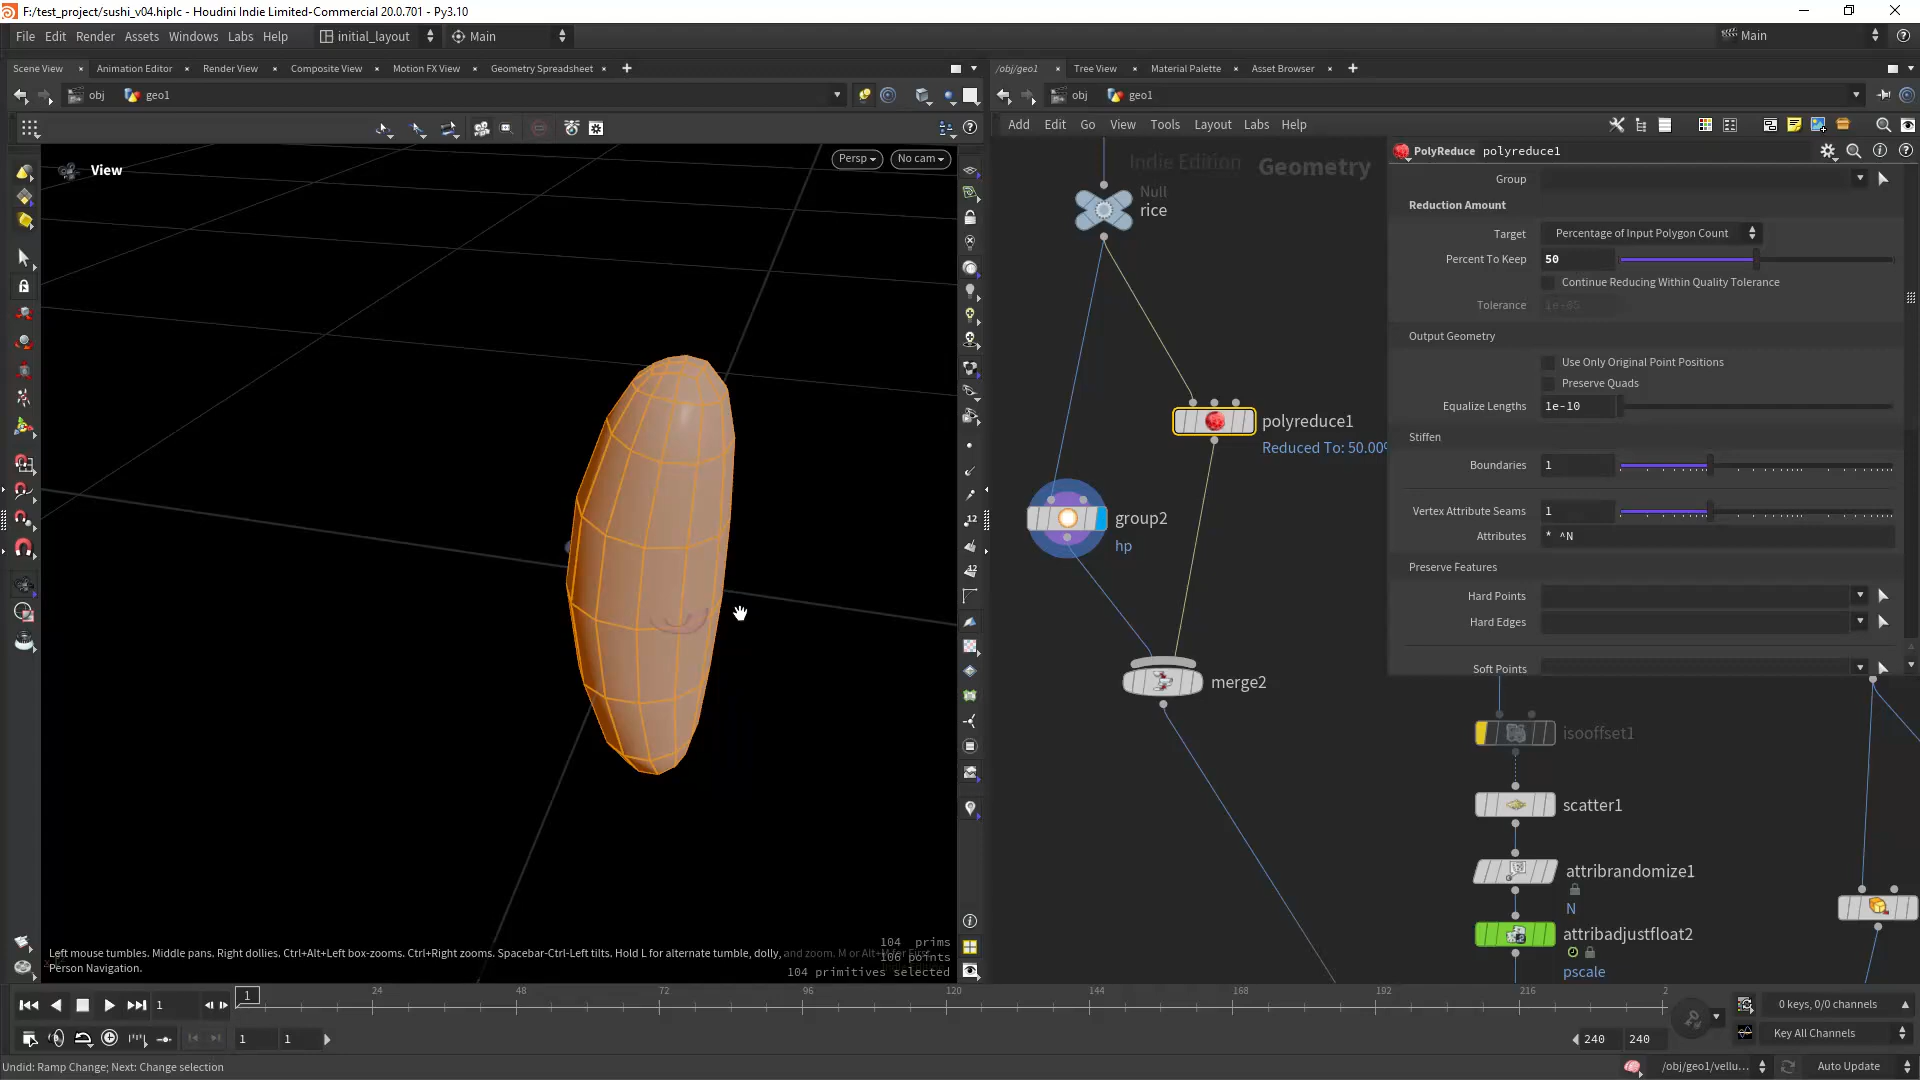 F:/test_project/sushi_v04.hiplc - Houdini Indie Limited-Commercial 20.0.701 - Py3.10
File Edit Render Assets Windows Labs Help initial_layout Main Main
Scene View Animation Editor Render View Composite View Motion FX View Geometry Spreadsheet
/obj/geo1 Tree View Material Palette Asset Browser
obj geo1
obj geo1
Add Edit Go View Tools Layout Labs Help
View
Persp
No cam
Indie Edition
Geometry
Null
rice
polyreduce1
Reduced To: 50.00%
group2
hp
merge2
PolyReduce polyreduce1
Group
Reduction Amount
Target Percentage of Input Polygon Count
Percent To Keep 50
Continue Reducing Within Quality Tolerance
Tolerance 1e-05
Output Geometry
Use Only Original Point Positions
Preserve Quads
Equalize Lengths 1e-10
Stiffen
Boundaries 1
Vertex Attribute Seams 1
Attributes * ^N
Preserve Features
Hard Points
Hard Edges
Soft Points
isooffset1
scatter1
attribrandomize1
N
attribadjustfloat2
pscale
12
12
104 prims
106 points
104 primitives selected
Left mouse tumbles. Middle pans. Right dollies. Ctrl+Alt+Left box-zooms. Ctrl+Right zooms. Spacebar-Ctrl-Left tilts. Hold L for alternate tumble, dolly, and zoom. M or Alt+M for First
Person Navigation.
1 1 24 48 72 96 120 144 168 192 216 2
0 keys, 0/0 channels
1 1 240 240 Key All Channels
Undid: Ramp Change; Next: Change selection
/obj/geo1/vellu... Auto Update